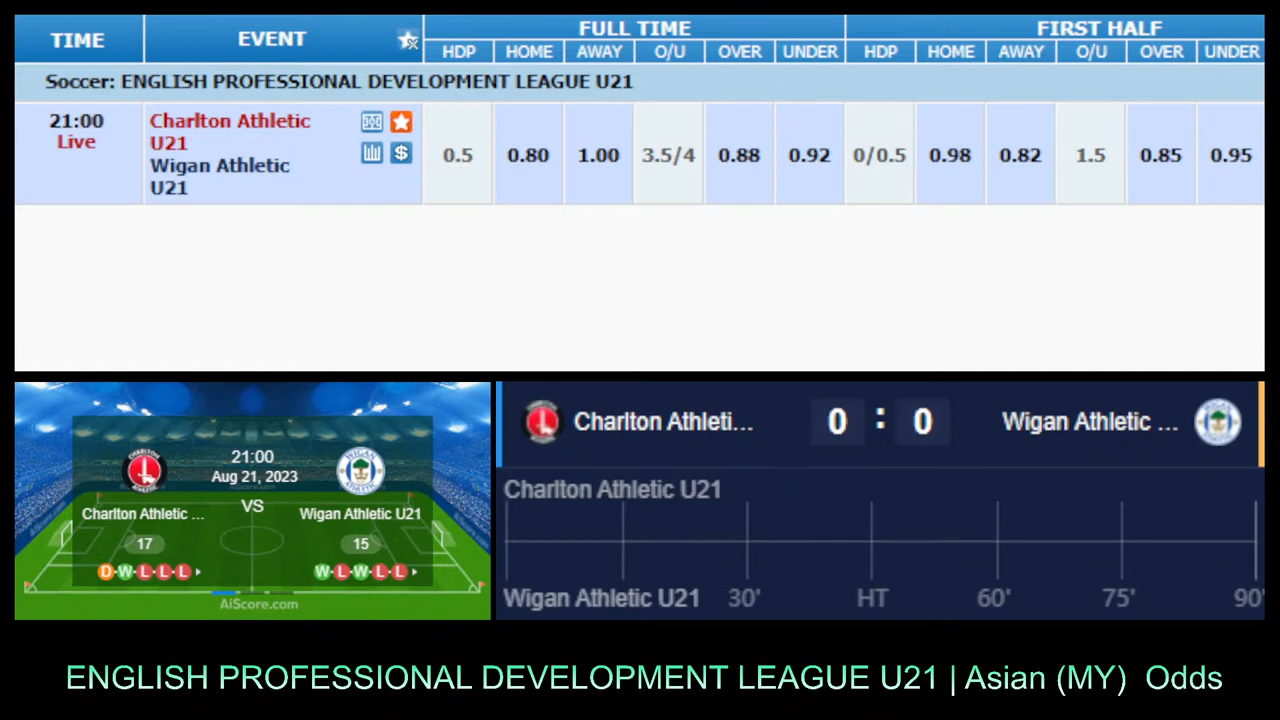 TIME EVENT FULL TIME FIRST HALF
HDP HOME AWAY O/U OVER UNDER HDP HOME AWAY O/U OVER UNDER
Soccer: ENGLISH PROFESSIONAL DEVELOPMENT LEAGUE U21
21:00
Live
Charlton Athletic
U21
Wigan Athletic
U21
$
0.5 0.80 1.00 3.5/4 0.88 0.92 0/0.5 0.98 0.82 1.5 0.85 0.95
21:00
Aug 21, 2023
VS
Charlton Athletic ...
Wigan Athletic U21
17 15
D W L L L
W L W L L
AiScore.com
Charlton Athleti... 0 : 0 Wigan Athletic ...
Charlton Athletic U21
Wigan Athletic U21 30' HT 60' 75' 90'
ENGLISH PROFESSIONAL DEVELOPMENT LEAGUE U21 | Asian (MY) Odds